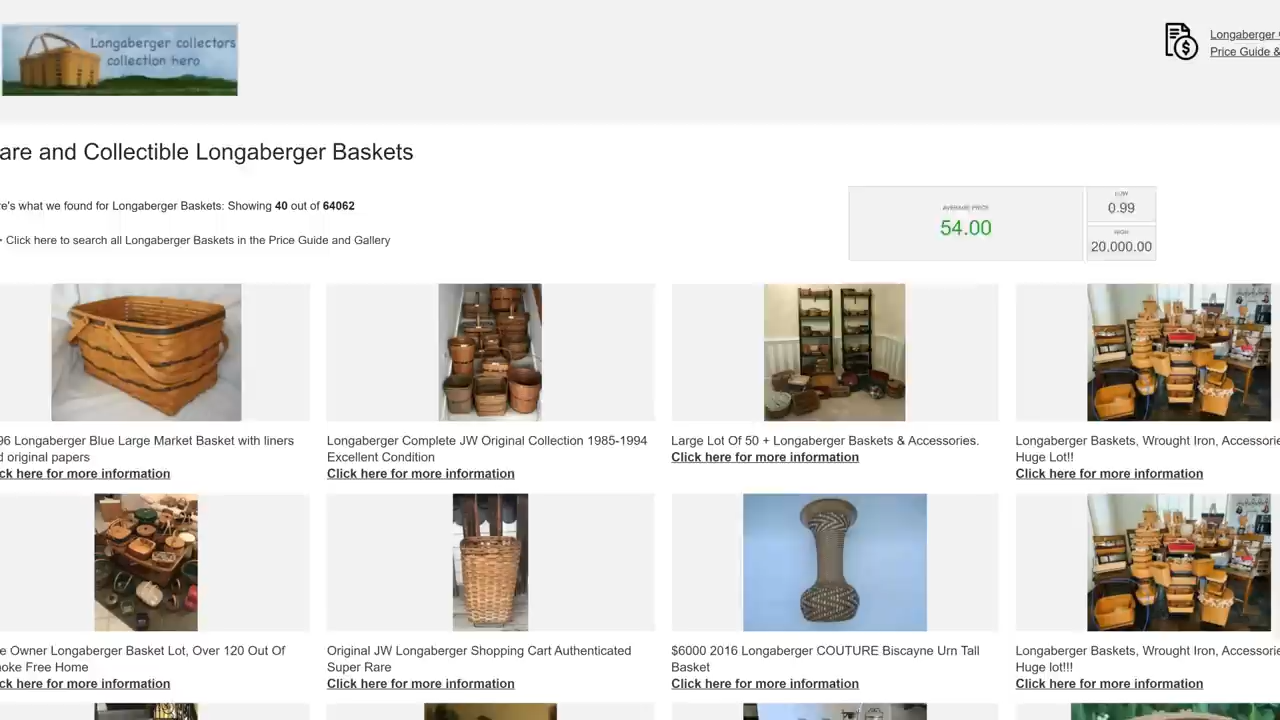 Longaberger collectors
collection hero
Longaberger
Price Guide &
are and Collectible Longaberger Baskets
e's what we found for Longaberger Baskets: Showing 40 out of 64062
Click here to search all Longaberger Baskets in the Price Guide and Gallery
AVERAGE PRICE
54.00
LOW
0.99
HIGH
20,000.00
96 Longaberger Blue Large Market Basket with liners
d original papers
ck here for more information
Longaberger Complete JW Original Collection 1985-1994
Excellent Condition
Click here for more information
Large Lot Of 50 + Longaberger Baskets & Accessories.
Click here for more information
Longaberger Baskets, Wrought Iron, Accessorie
Huge Lot!!
Click here for more information
e Owner Longaberger Basket Lot, Over 120 Out Of
oke Free Home
ck here for more information
Original JW Longaberger Shopping Cart Authenticated
Super Rare
Click here for more information
$6000 2016 Longaberger COUTURE Biscayne Urn Tall
Basket
Click here for more information
Longaberger Baskets, Wrought Iron, Accessorie
Huge lot!!!
Click here for more information